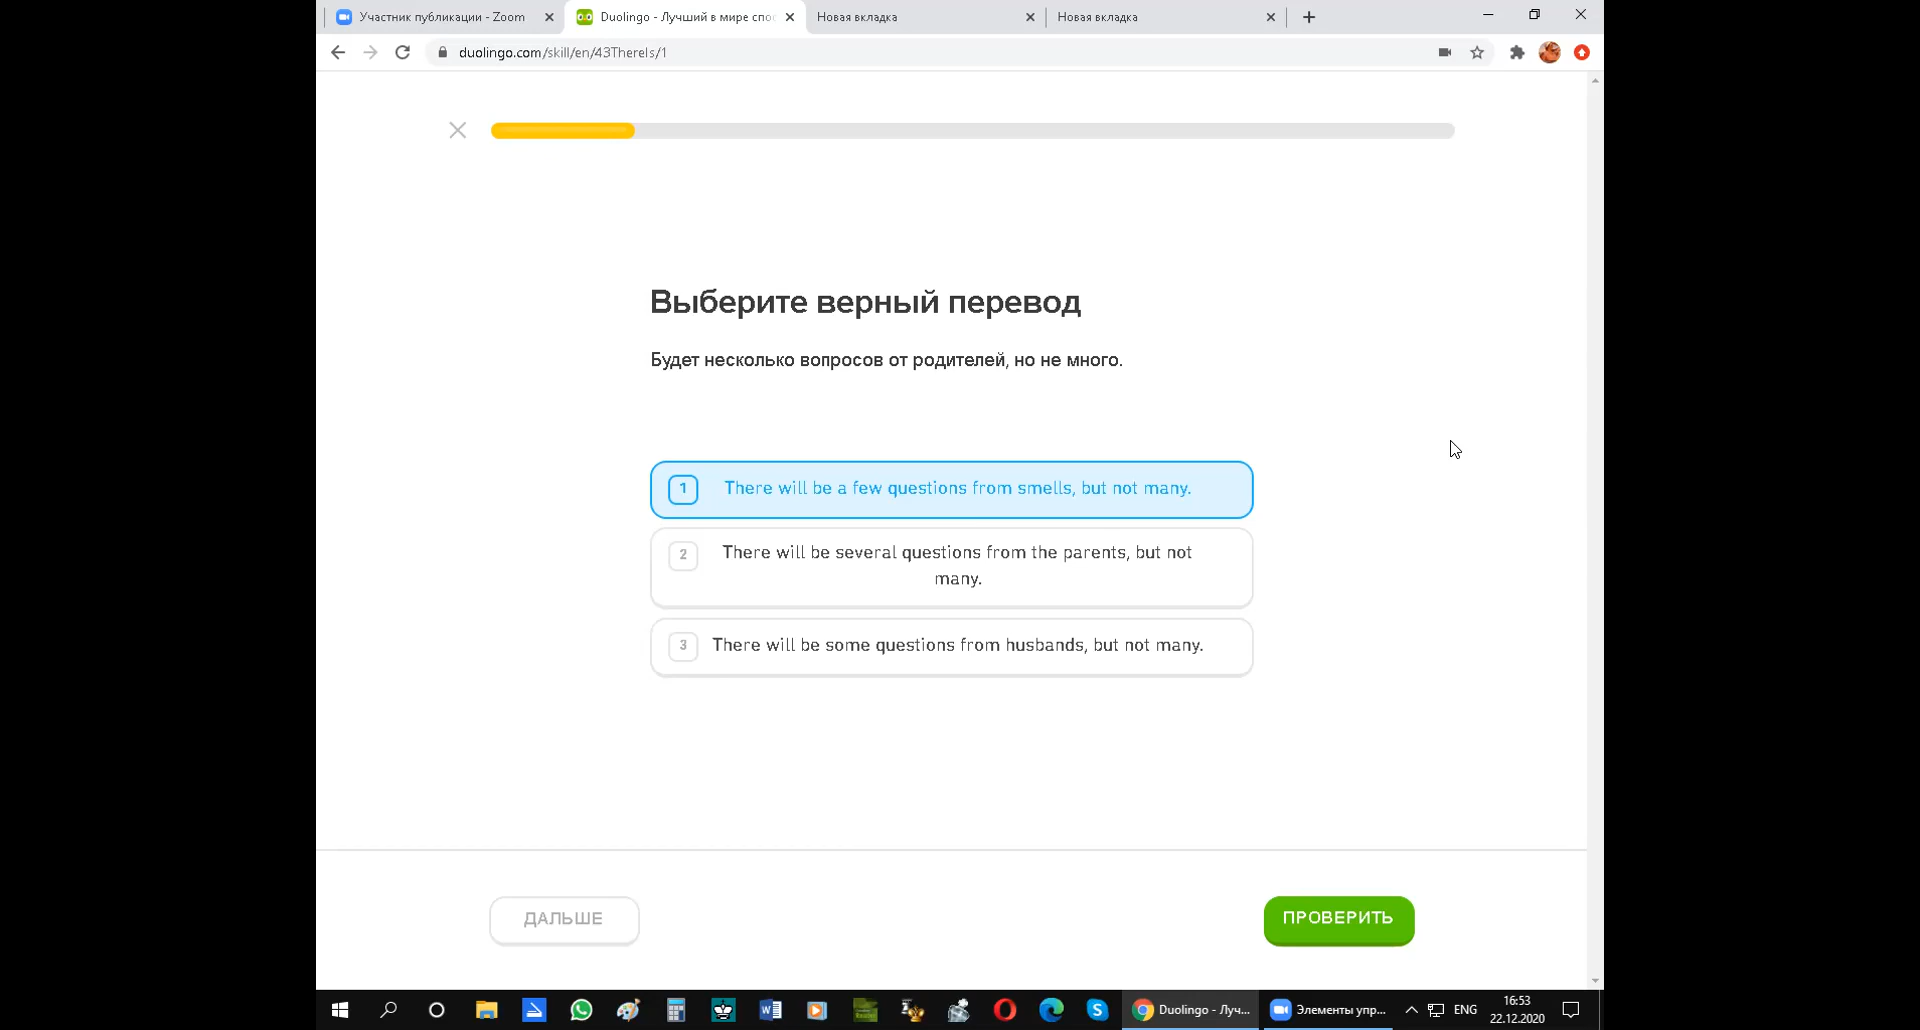 Участник публикации - Zoom
Duolingo - Лучший в мире спос
Новая вкладка
Новая вкладка
duolingo.com/skill/en/43ThereIs/1
Выберите верный перевод
Будет несколько вопросов от родителей, но не много.
1 There will be a few questions from smells, but not many.
2 There will be several questions from the parents, but not
many.
3 There will be some questions from husbands, but not many.
ДАЛЬШЕ
ПРОВЕРИТЬ
Duolingo - Луч...
Элементы упр...
ENG
16:53
22.12.2020